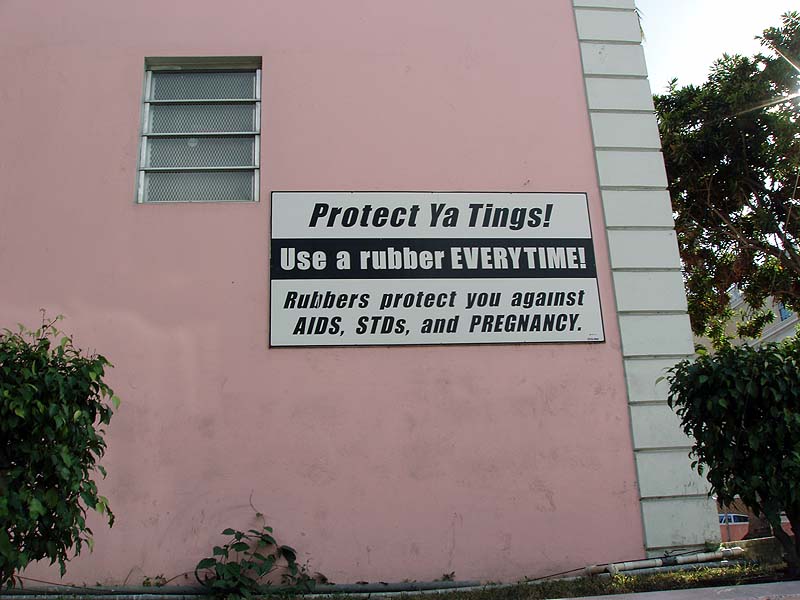 Protect Ya Tings!
Use a rubber EVERYTIME!
Rubbers protect you against
AIDS, STDs, and PREGNANCY.